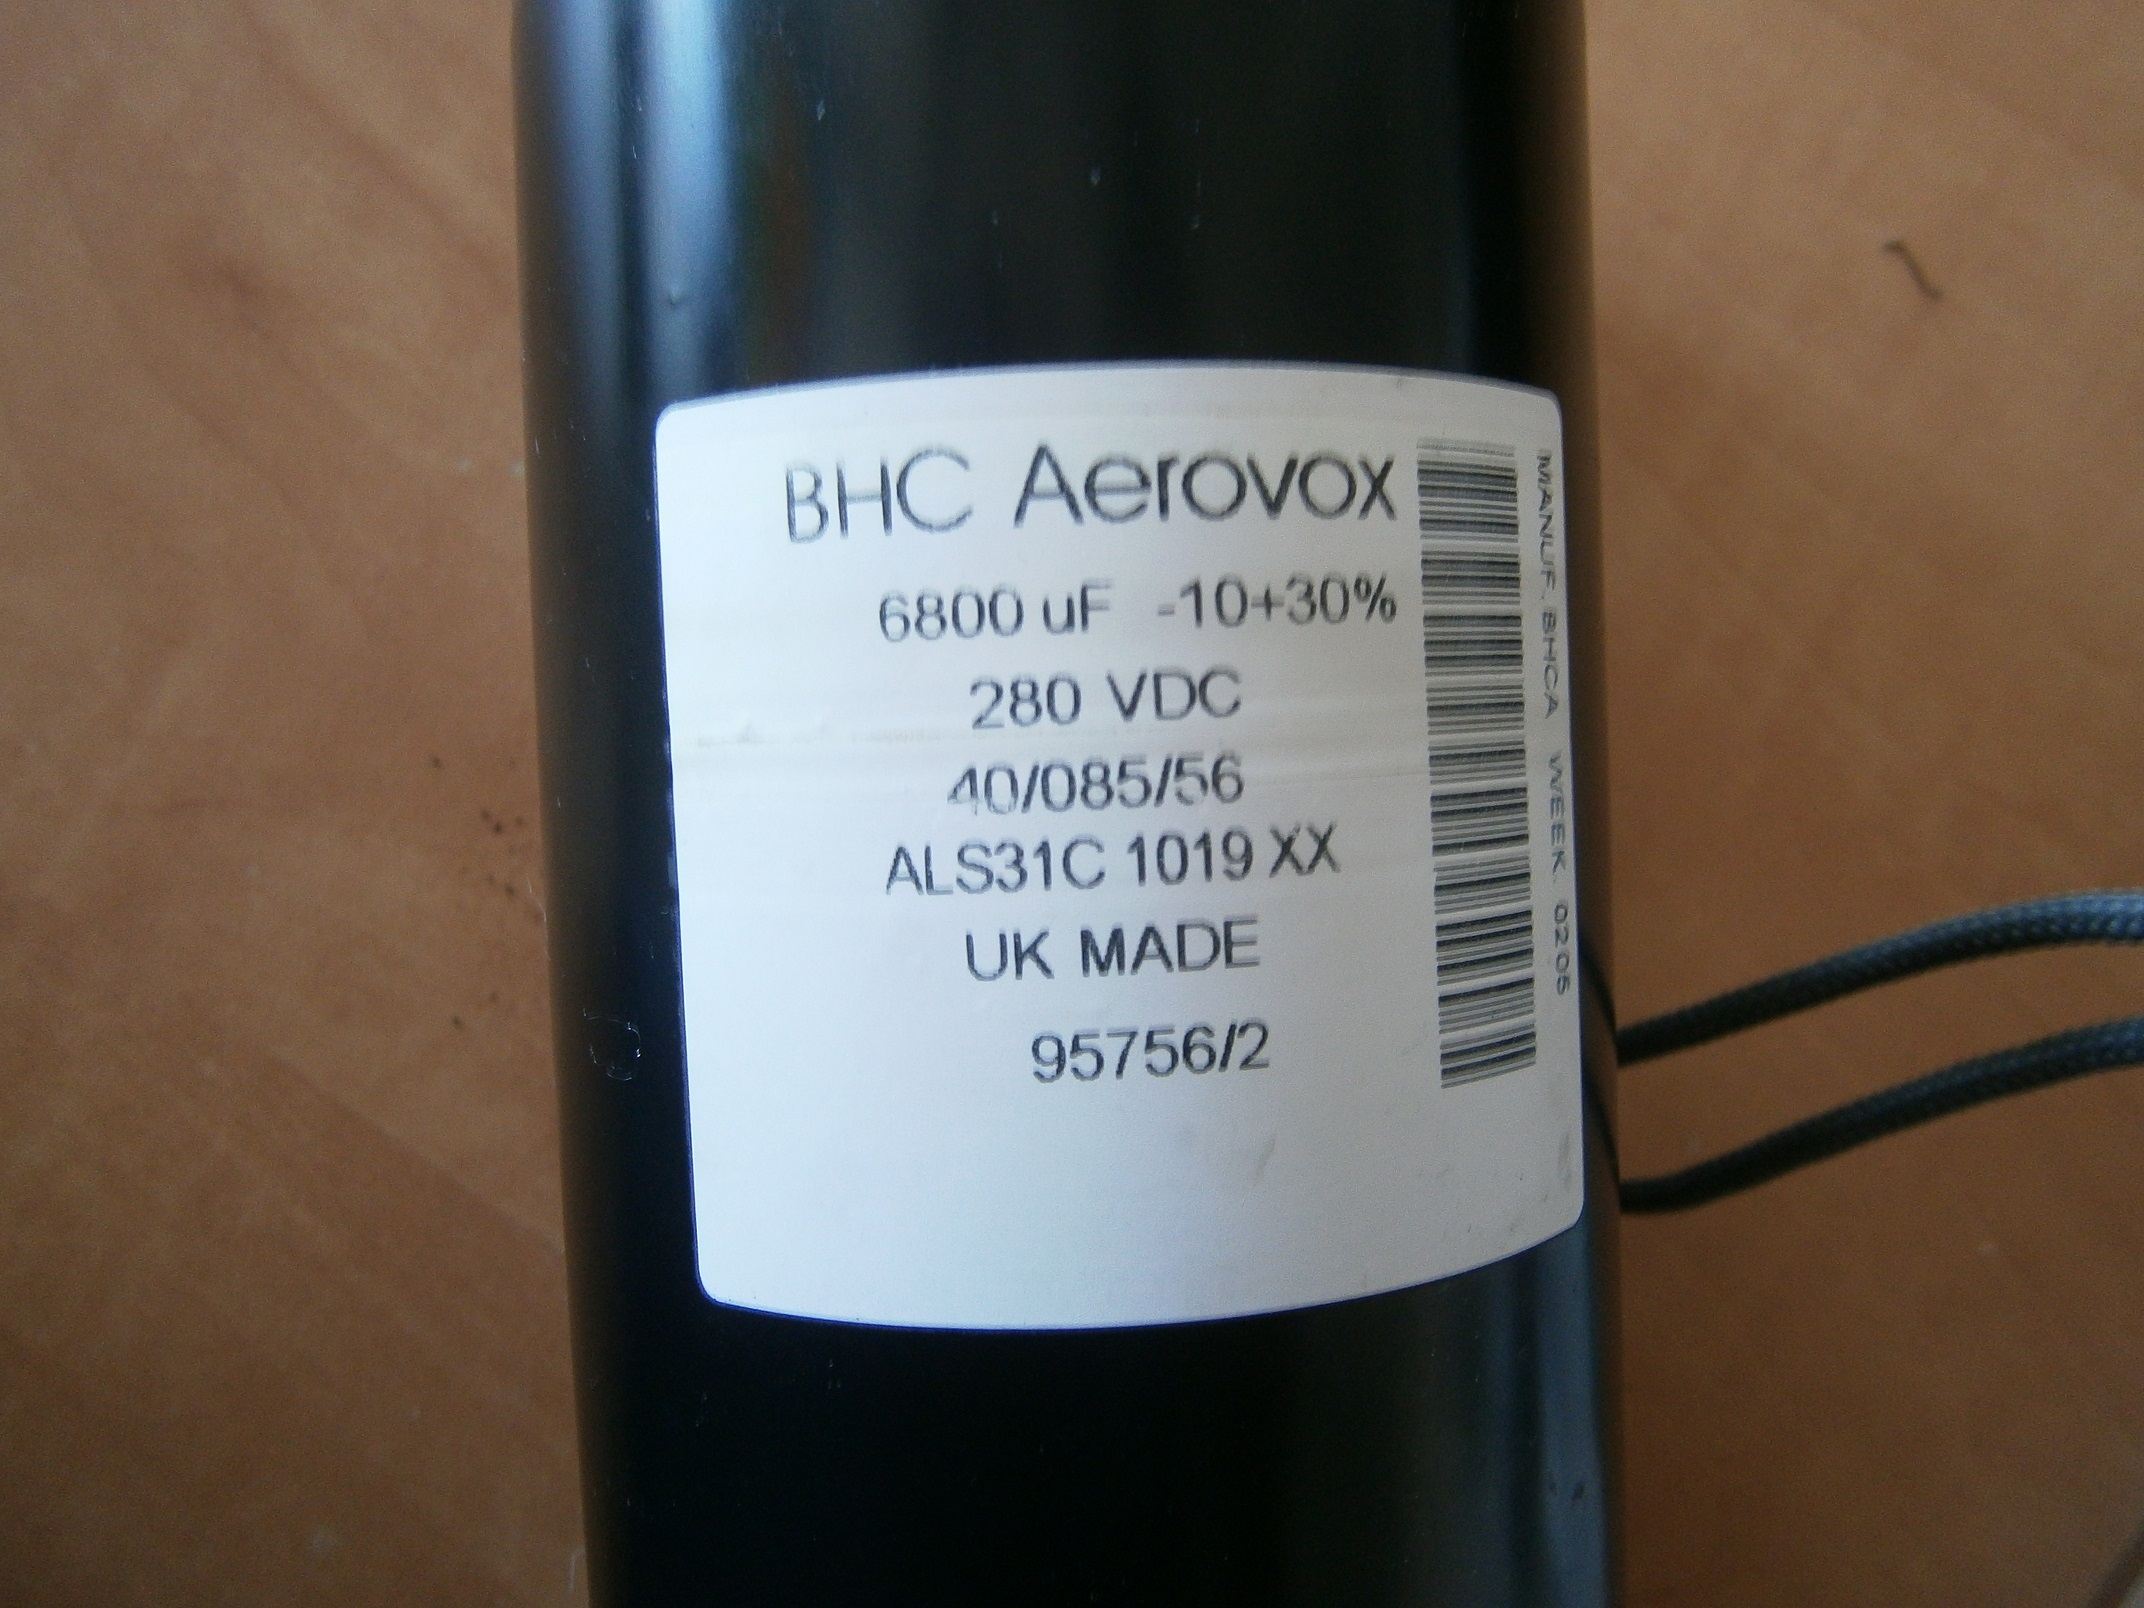 BHC Aerovox
6800 uF -10+30%
280 VDC
40/085/56
ALS31C 1019 XX
UK MADE
95756/2
MANUF. BHCA WEEK. 0205